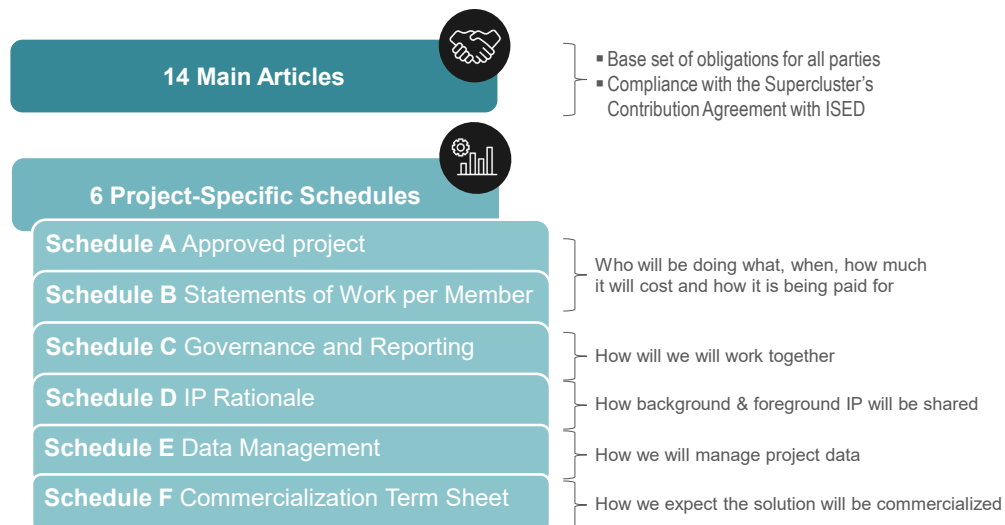 14 Main Articles
▪ Base set of obligations for all parties
▪ Compliance with the Supercluster's
Contribution Agreement with ISED
6 Project-Specific Schedules
Schedule A Approved project
Schedule B Statements of Work per Member
Who will be doing what, when, how much
it will cost and how it is being paid for
Schedule C Governance and Reporting
How will we will work together
Schedule D IP Rationale
How background & foreground IP will be shared
Schedule E Data Management
How we will manage project data
Schedule F Commercialization Term Sheet
How we expect the solution will be commercialized